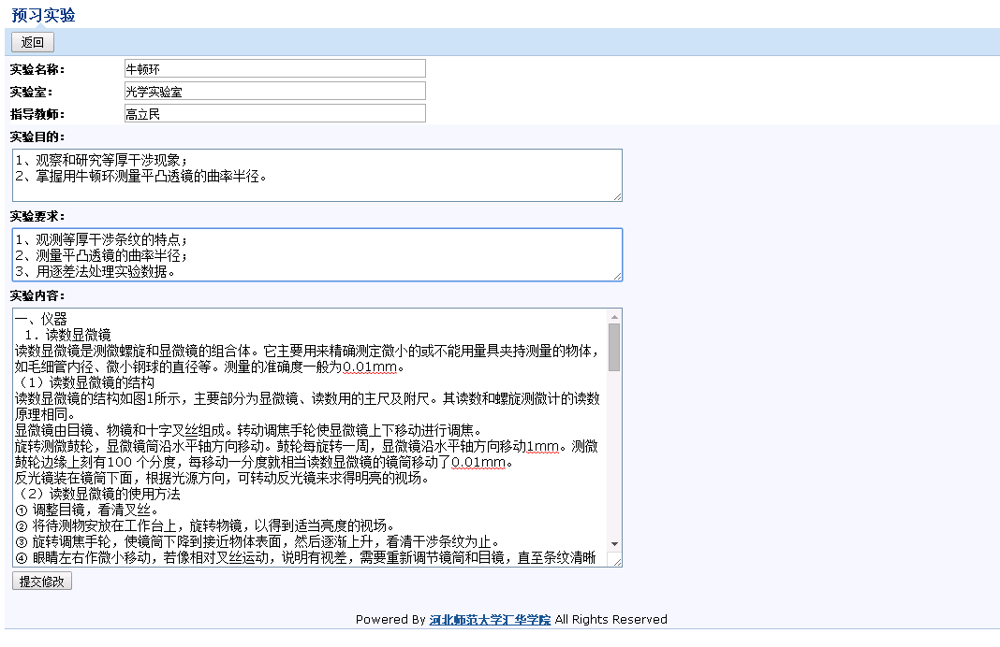 预习实验
返回
实验名称： 牛顿环
实验室： 光学实验室
指导教师： 高立民
实验目的：
1、观察和研究等厚干涉现象；
2、掌握用牛顿环测量平凸透镜的曲率半径。
实验要求：
1、观测等厚干涉条纹的特点；
2、测量平凸透镜的曲率半径；
3、用逐差法处理实验数据。
实验内容：
一、仪器
1．读数显微镜
读数显微镜是测微螺旋和显微镜的组合体。它主要用来精确测定微小的或不能用量具夹持测量的物体，
如毛细管内径、微小钢球的直径等。测量的准确度一般为0.01mm。
（1）读数显微镜的结构
读数显微镜的结构如图1所示，主要部分为显微镜、读数用的主尺及附尺。其读数和螺旋测微计的读数
原理相同。
显微镜由目镜、物镜和十字叉丝组成。转动调焦手轮使显微镜上下移动进行调焦。
旋转测微鼓轮，显微镜筒沿水平轴方向移动。鼓轮每旋转一周，显微镜沿水平轴方向移动1mm。测微
鼓轮边缘上刻有100 个分度，每移动一分度就相当读数显微镜的镜筒移动了0.01mm。
反光镜装在镜筒下面，根据光源方向，可转动反光镜来求得明亮的视场。
（2）读数显微镜的使用方法
① 调整目镜，看清叉丝。
② 将待测物安放在工作台上，旋转物镜，以得到适当亮度的视场。
③ 旋转调焦手轮，使镜筒下降到接近物体表面，然后逐渐上升，看清干涉条纹为止。
④ 眼睛左右作微小移动，若像相对叉丝运动，说明有视差，需要重新调节镜筒和目镜，直至条纹清晰
提交修改
Powered By 河北师范大学汇华学院 All Rights Reserved